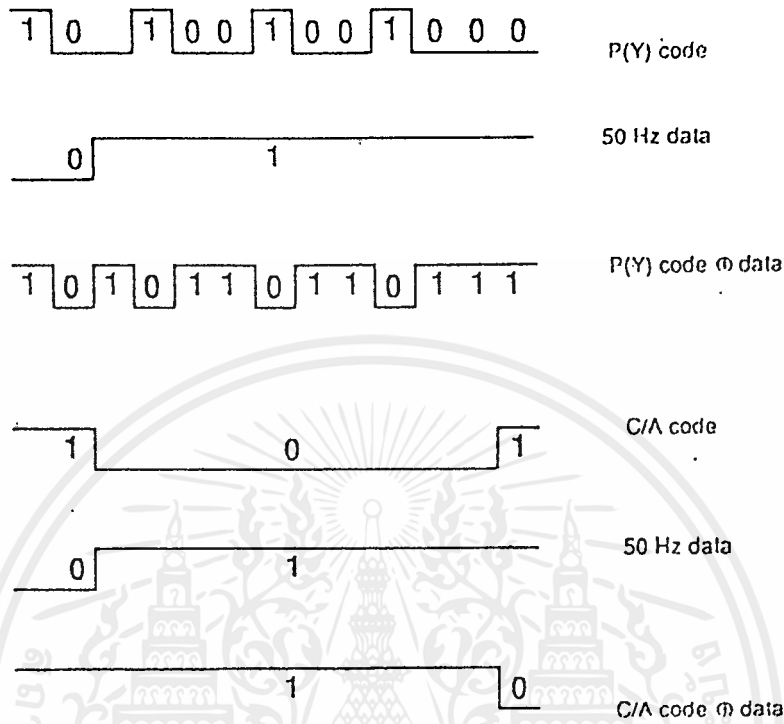 1 0 1 0 0 1 0 0 1 0 0 0
P(Y) code
50 Hz data
0 1
P(Y) code ⊕ data
1 0 1 0 1 1 0 1 1 0 1 1 1
C/A code
1 0 1
50 Hz data
0 1
1 0
C/A code ⊕ data